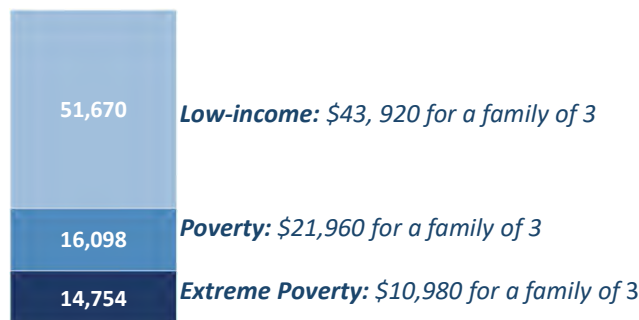 51,670 Low-income: $43, 920 for a family of 3
16,098 Poverty: $21,960 for a family of 3
14,754 Extreme Poverty: $10,980 for a family of 3